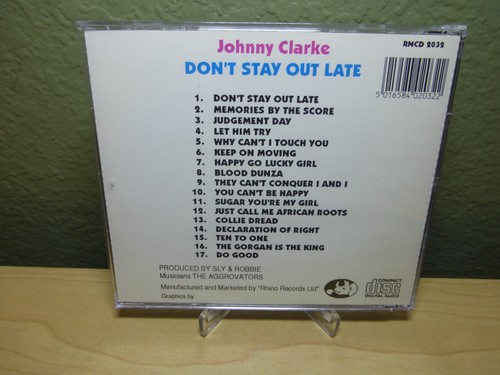 Johnny Clarke
RNCD 2032
DON'T STAY OUT LATE
5 016584 020322
1. DON'T STAY OUT LATE
2. MEMORIES BY THE SCORE
3. JUDGEMENT DAY
4. LET HIM TRY
5. WHY CAN'T I TOUCH YOU
6. KEEP ON MOVING
7. HAPPY GO LUCKY GIRL
8. BLOOD DUNZA
9. THEY CAN'T CONQUER I AND I
10. YOU CAN'T BE HAPPY
11. SUGAR YOU'RE MY GIRL
12. JUST CALL ME AFRICAN ROOTS
13. COLLIE DREAD
14. DECLARATION OF RIGHT
15. TEN TO ONE
16. THE GORGAN IS THE KING
17. DO GOOD
PRODUCED BY SLY & ROBBIE
Musicians THE AGGROVATORS
Manufactured and Marketed by "Rhino Records Ltd"
Graphics by
COMPACT
disc
DIGITAL AUDIO